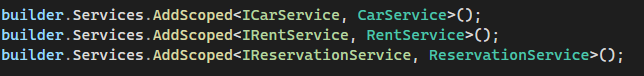 builder.Services.AddScoped<ICarService, CarService>();
builder.Services.AddScoped<IRentService, RentService>();
builder.Services.AddScoped<IReservationService, ReservationService>();